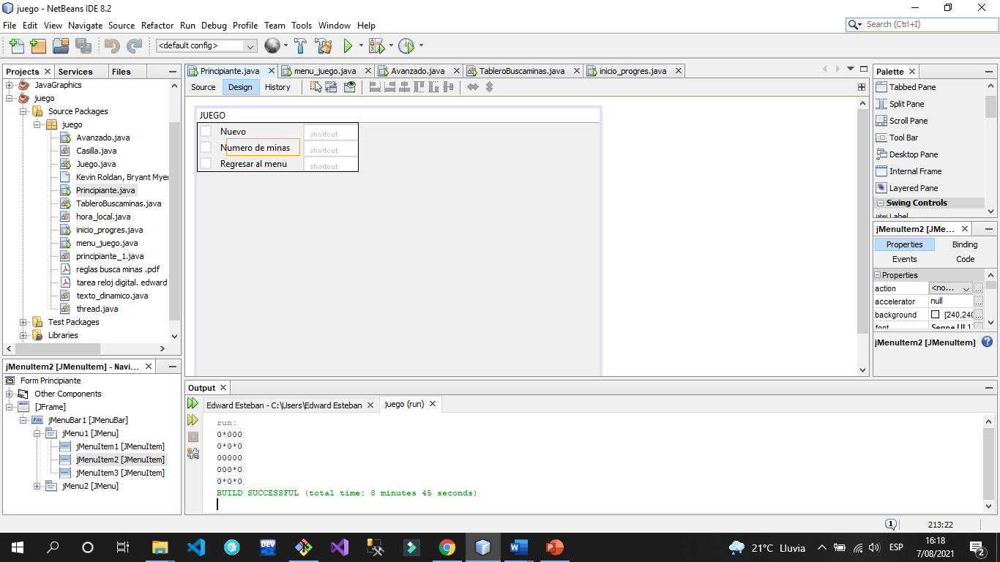 juego - NetBeans IDE 8.2
File Edit View Navigate Source Refactor Run Debug Profile Team Tools Window Help
Search (Ctrl+I)
<default config>
Projects Services Files
JavaGraphics
juego
Source Packages
juego
Avanzado.java
Casilla.java
Juego.java
Kevin Roldan, Bryant Myer
Principiante.java
TableroBuscaminas.java
hora_local.java
inicio_progres.java
menu_juego.java
principiante_1.java
reglas busca minas .pdf
tarea reloj digital. edward
texto_dinamico.java
thread.java
Test Packages
Libraries
jMenuItem2 [JMenuItem] - Navi...
Form Principiante
Other Components
[JFrame]
jMenuBar1 [JMenuBar]
jMenu1 [JMenu]
jMenuItem1 [JMenuItem]
jMenuItem2 [JMenuItem]
jMenuItem3 [JMenuItem]
jMenu2 [JMenu]
Principiante.java menu_juego.java Avanzado.java TableroBuscaminas.java inicio_progres.java
Source Design History
JUEGO
Nuevo shortcut
Numero de minas shortcut
Regresar al menu shortcut
Output
Edward Esteban - C:\Users\Edward Esteban juego (run)
run:
0*000
0*0*0
00000
000*0
0*0*0
BUILD SUCCESSFUL (total time: 8 minutes 45 seconds)
Palette
Tabbed Pane
Split Pane
Scroll Pane
Tool Bar
Desktop Pane
Internal Frame
Layered Pane
Swing Controls
label Label
jMenuItem2 [JMe...
Properties Binding
Events Code
Properties
action <no... ...
accelerator null ...
background [240,240 ...
font Segoe UI 1 ...
jMenuItem2 [JMenuItem]
1 213:22
DEV
21°C Lluvia ESP 16:18
7/08/2021 2